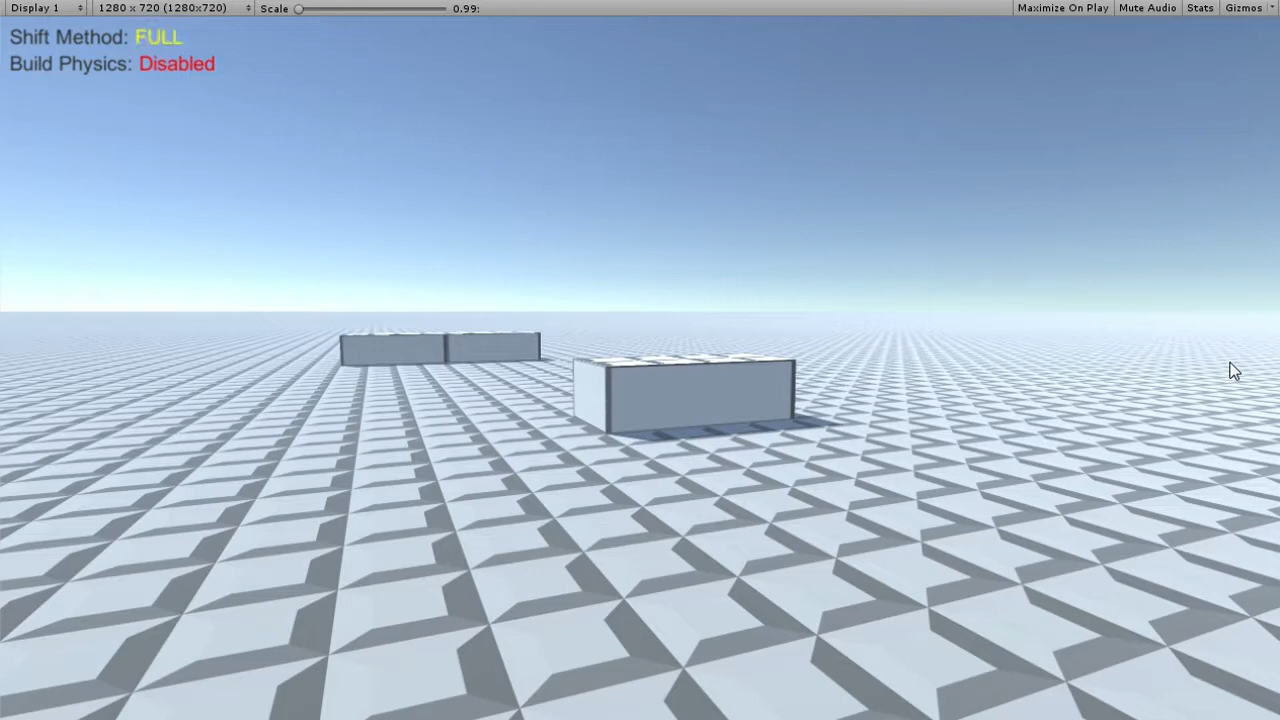 Display 1 1280 x 720 (1280x720) Scale 0.99: Maximize On Play Mute Audio Stats Gizmos
Shift Method: FULL
Build Physics: Disabled